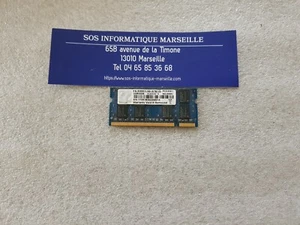 SOS INFORMATIQUE MARSEILLE
658 avenue de la Timone
13010 Marseille
Tel 04 65 85 36 68
https://www.sos-informatique-marseille.com/